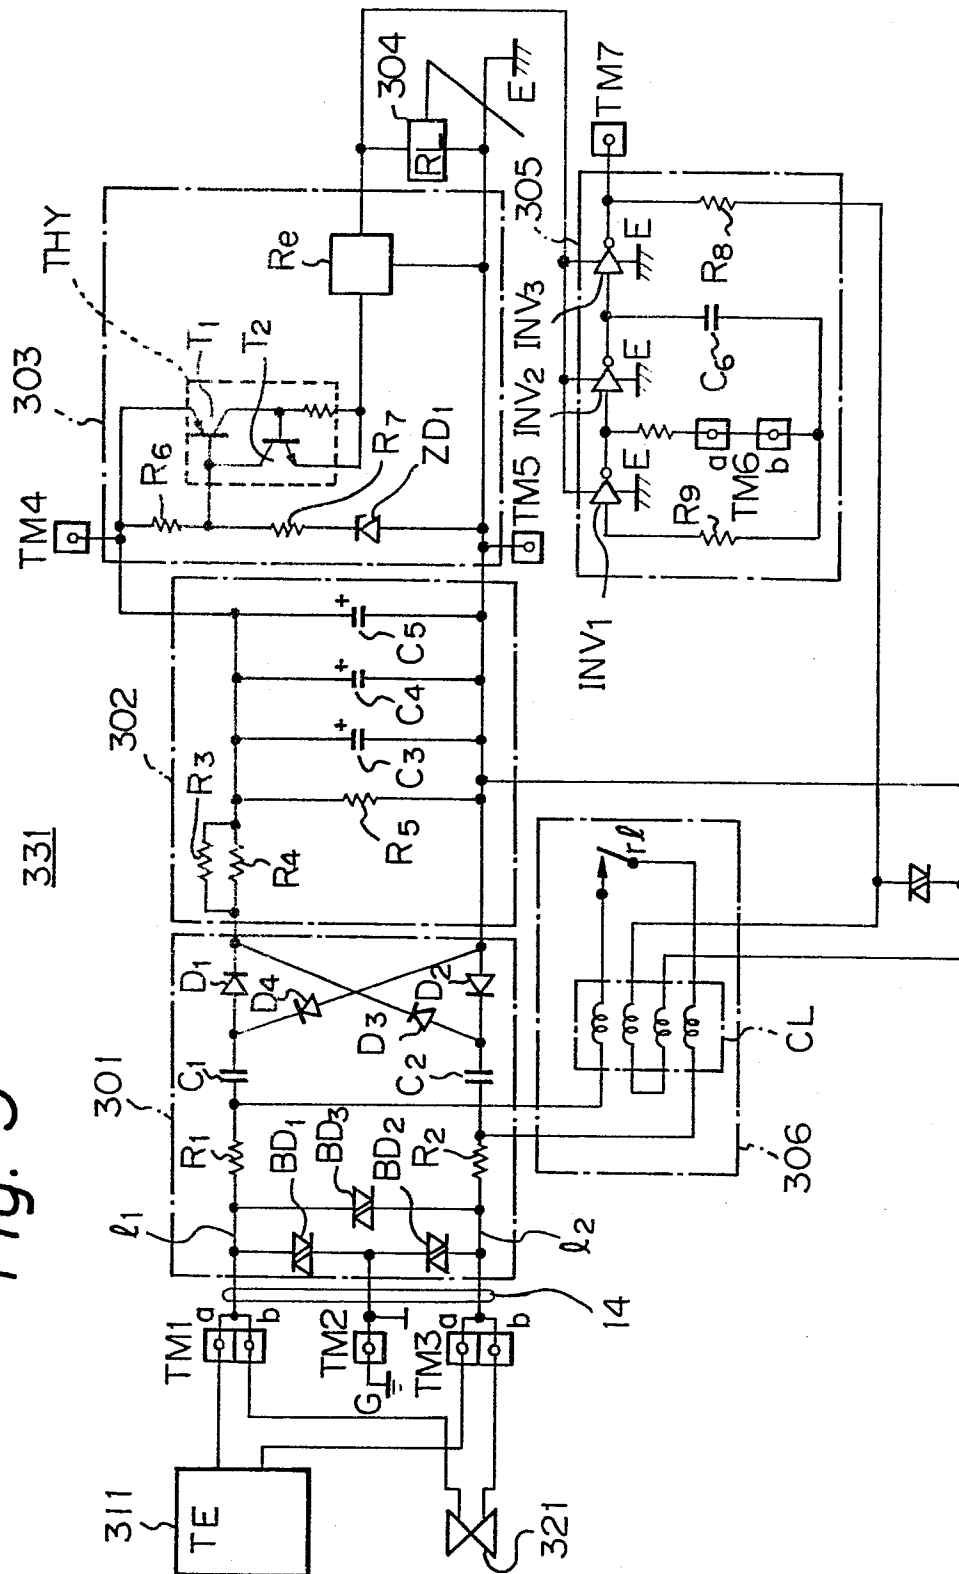 Fig. 5
331
311
TE
321
TM1
a
b
TM2
G
TM3
a
b
14
301
ℓ1
ℓ2
BD1
BD3
BD2
R1
R2
C1
C2
D1
D4
D3
D2
302
R3
R4
R5
+
C3
+
C4
+
C5
303
TM4
THY
T1
T2
R6
R7
ZD1
Re
TM5
304
RL
E
305
INV1
INV2
INV3
E
E
E
R9
TM6
a
b
C6
R8
TM7
306
CL
rℓ